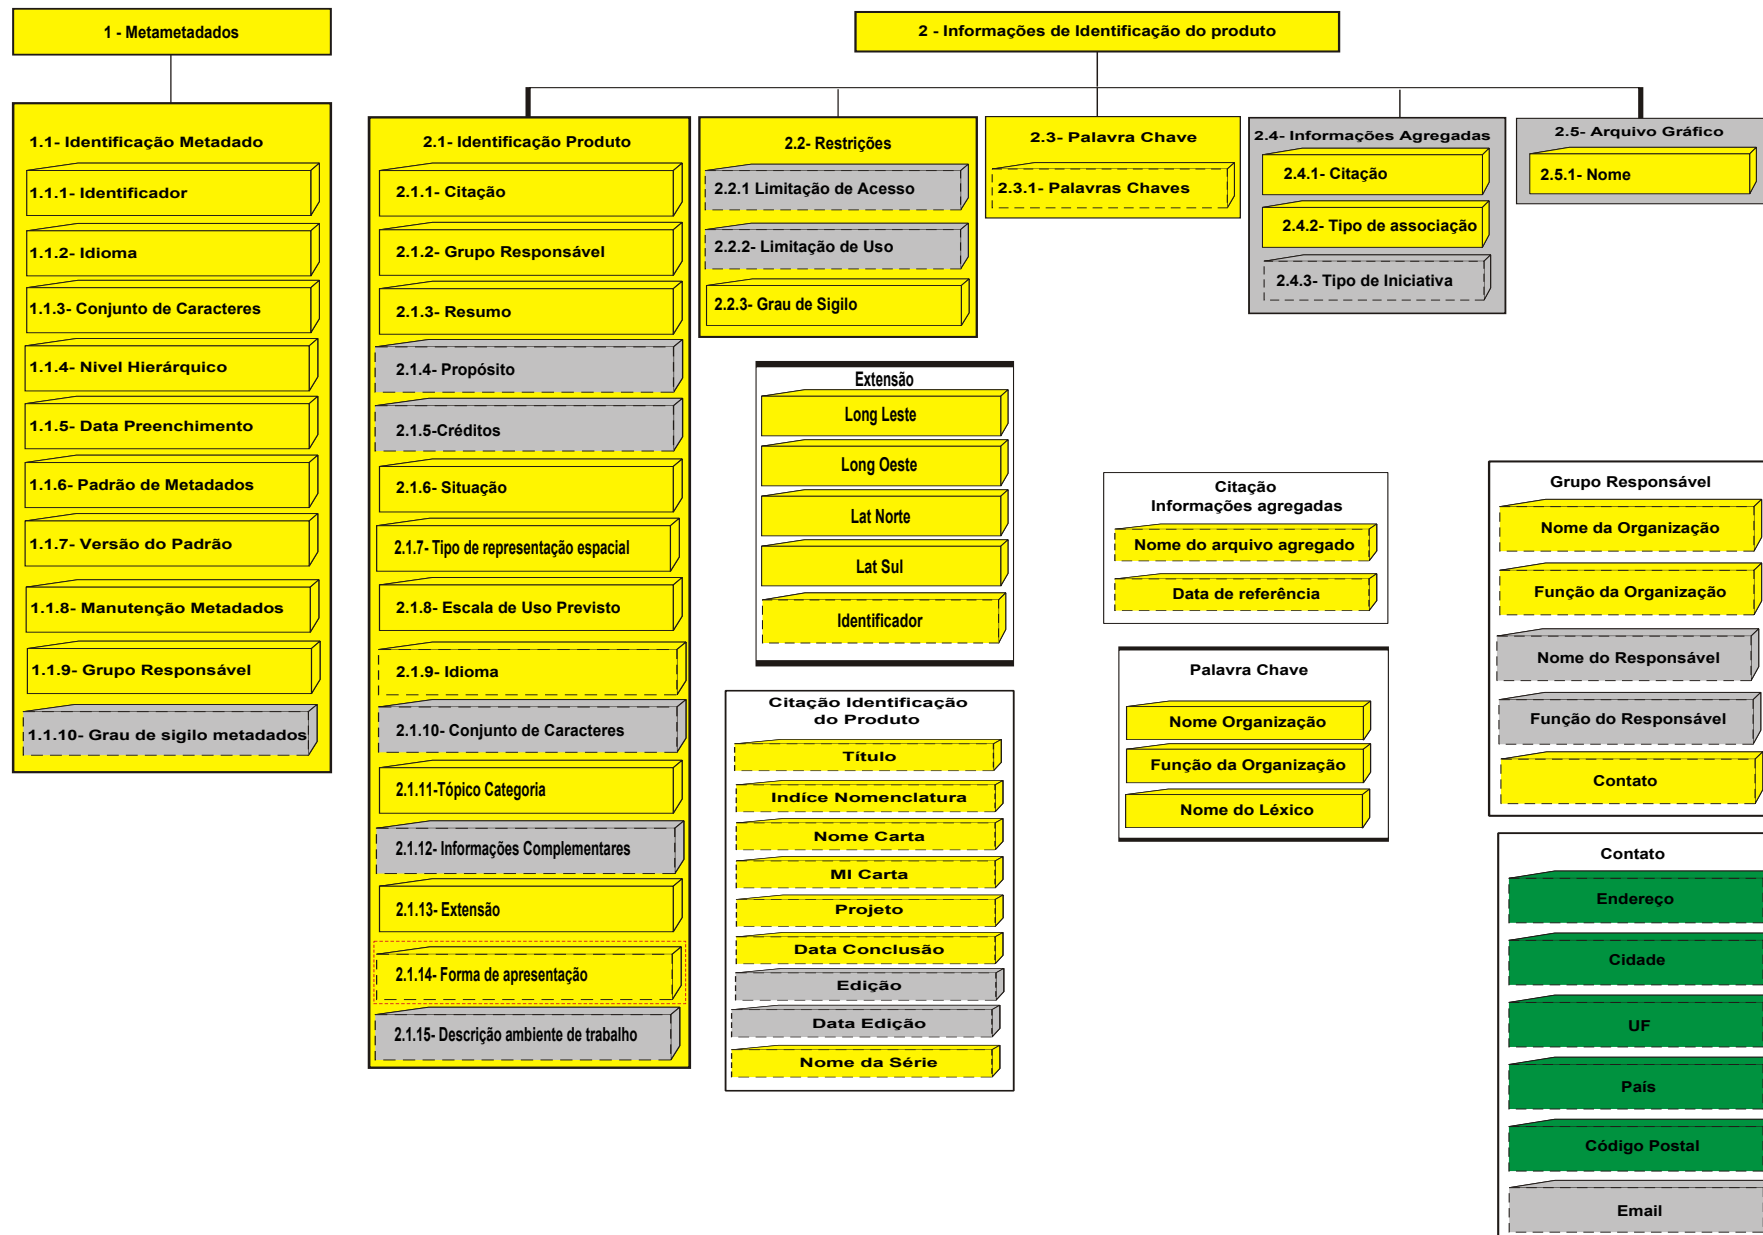 1 - Metametadados
1.1- Identificação Metadado
1.1.1- Identificador
1.1.2- Idioma
1.1.3- Conjunto de Caracteres
1.1.4- Nivel Hierárquico
1.1.5- Data Preenchimento
1.1.6- Padrão de Metadados
1.1.7- Versão do Padrão
1.1.8- Manutenção Metadados
1.1.9- Grupo Responsável
1.1.10- Grau de sigilo metadados
2 - Informações de Identificação do produto
2.1- Identificação Produto
2.1.1- Citação
2.1.2- Grupo Responsável
2.1.3- Resumo
2.1.4- Propósito
2.1.5-Créditos
2.1.6- Situação
2.1.7- Tipo de representação espacial
2.1.8- Escala de Uso Previsto
2.1.9- Idioma
2.1.10- Conjunto de Caracteres
2.1.11-Tópico Categoria
2.1.12- Informações Complementares
2.1.13- Extensão
2.1.14- Forma de apresentação
2.1.15- Descrição ambiente de trabalho
2.2- Restrições
2.2.1 Limitação de Acesso
2.2.2- Limitação de Uso
2.2.3- Grau de Sigilo
2.3- Palavra Chave
2.3.1- Palavras Chaves
2.4- Informações Agregadas
2.4.1- Citação
2.4.2- Tipo de associação
2.4.3- Tipo de Iniciativa
2.5- Arquivo Gráfico
2.5.1- Nome
Extensão
Long Leste
Long Oeste
Lat Norte
Lat Sul
Identificador
Citação Identificação
do Produto
Título
Indíce Nomenclatura
Nome Carta
MI Carta
Projeto
Data Conclusão
Edição
Data Edição
Nome da Série
Citação
Informações agregadas
Nome do arquivo agregado
Data de referência
Palavra Chave
Nome Organização
Função da Organização
Nome do Léxico
Grupo Responsável
Nome da Organização
Função da Organização
Nome do Responsável
Função do Responsável
Contato
Contato
Endereço
Cidade
UF
País
Código Postal
Email